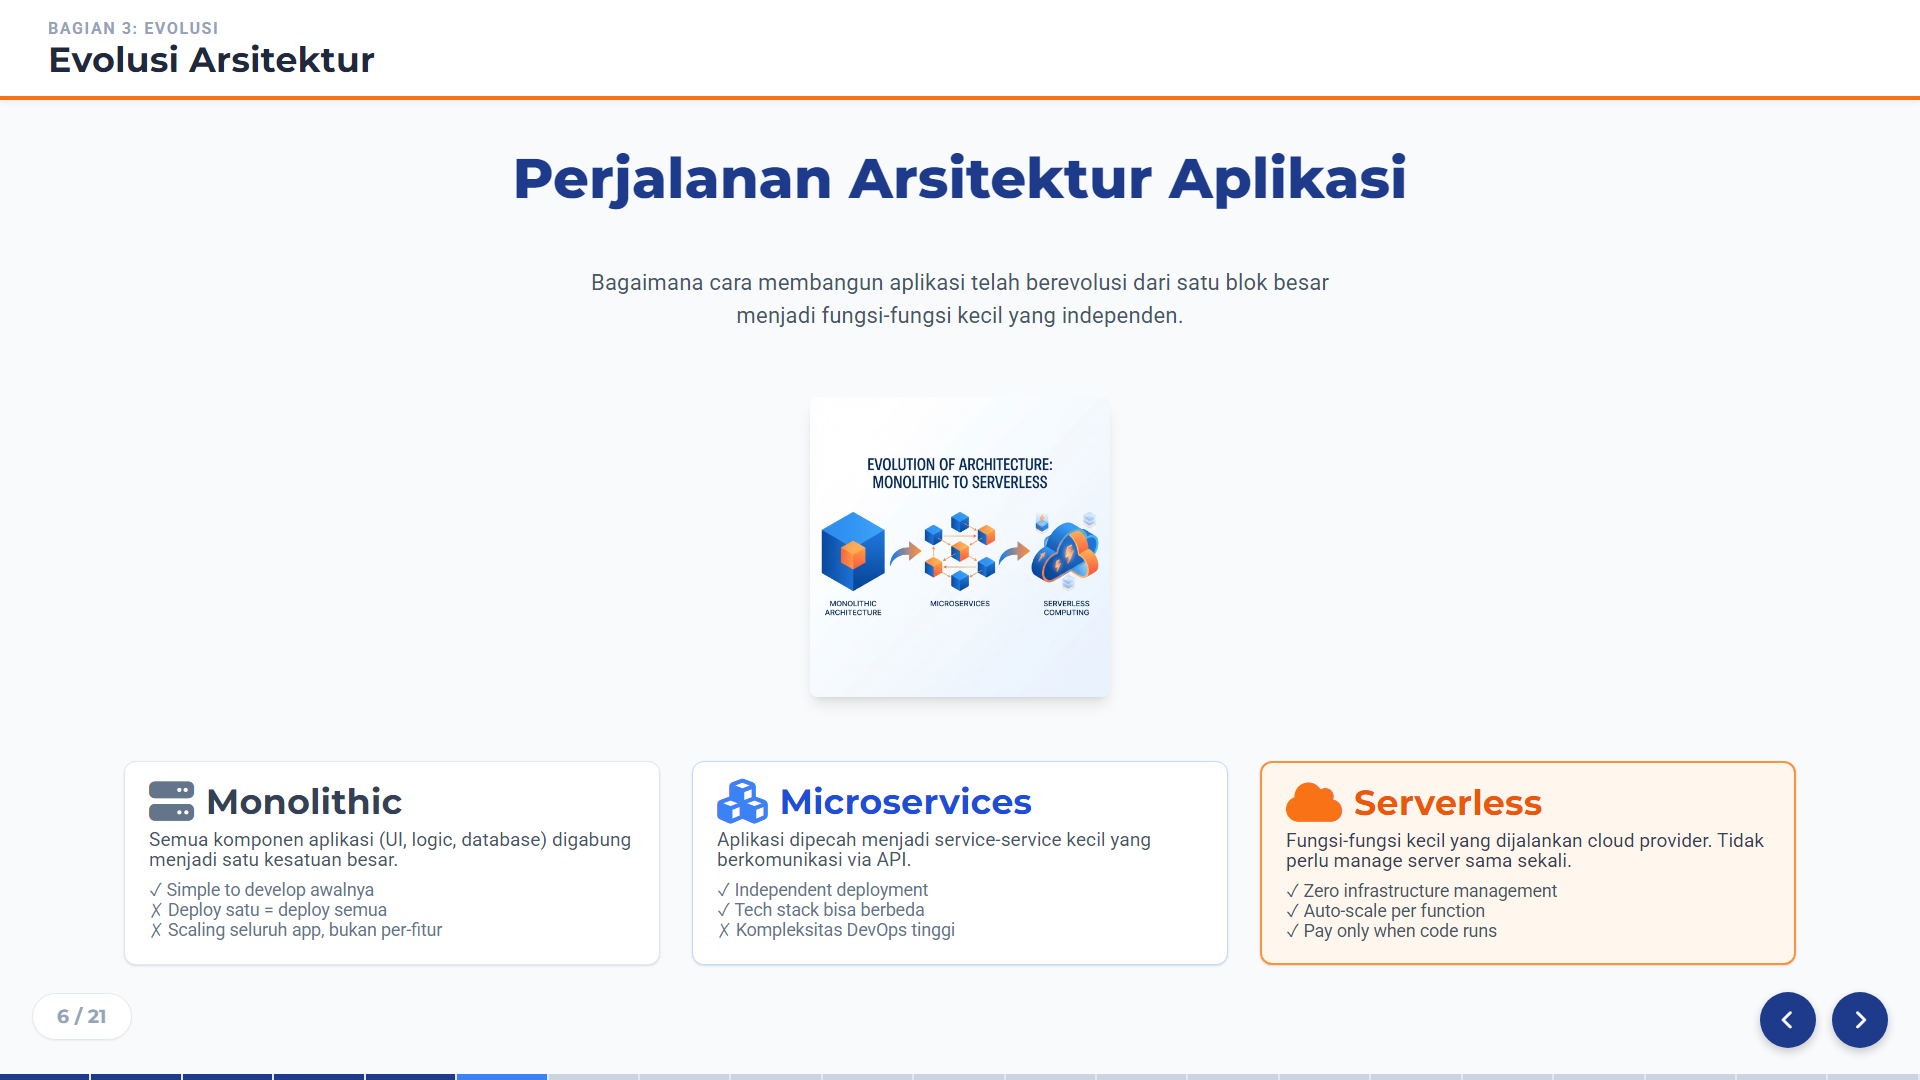 BAGIAN 3: EVOLUSI
Evolusi Arsitektur
Perjalanan Arsitektur Aplikasi
Bagaimana cara membangun aplikasi telah berevolusi dari satu blok besar
menjadi fungsi-fungsi kecil yang independen.
EVOLUTION OF ARCHITECTURE:
MONOLITHIC TO SERVERLESS
MONOLITHIC
ARCHITECTURE
MICROSERVICES
SERVERLESS
COMPUTING
Monolithic
Semua komponen aplikasi (UI, logic, database) digabung
menjadi satu kesatuan besar.
✓ Simple to develop awalnya
✗ Deploy satu = deploy semua
✗ Scaling seluruh app, bukan per-fitur
Microservices
Aplikasi dipecah menjadi service-service kecil yang
berkomunikasi via API.
✓ Independent deployment
✓ Tech stack bisa berbeda
✗ Kompleksitas DevOps tinggi
Serverless
Fungsi-fungsi kecil yang dijalankan cloud provider. Tidak
perlu manage server sama sekali.
✓ Zero infrastructure management
✓ Auto-scale per function
✓ Pay only when code runs
6 / 21